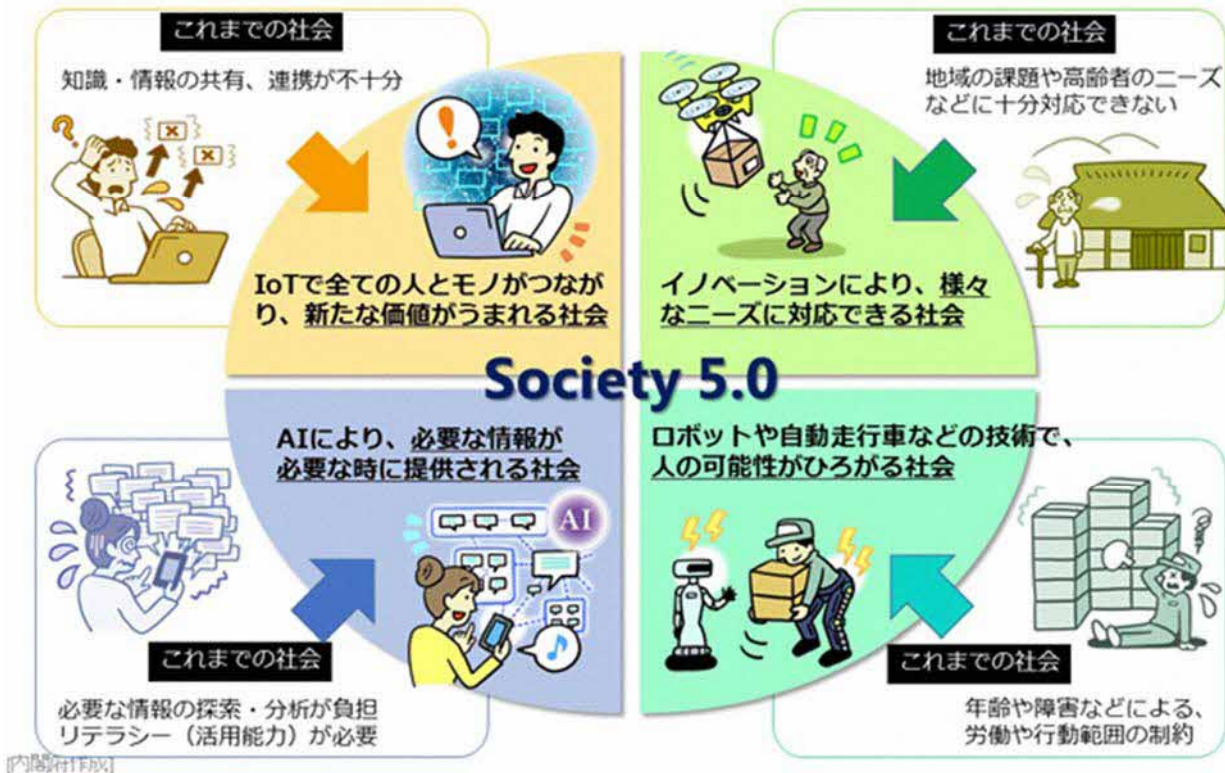 これまでの社会
知識・情報の共有、連携が不十分
IoTで全ての人とモノがつなが
り、新たな価値がうまれる社会
これまでの社会
地域の課題や高齢者のニーズ
などに十分対応できない
イノベーションにより、様々
なニーズに対応できる社会
Society 5.0
AIにより、必要な情報が
必要な時に提供される社会
AI
これまでの社会
必要な情報の探索・分析が負担
リテラシー（活用能力）が必要
ロボットや自動走行車などの技術で、
人の可能性がひろがる社会
これまでの社会
年齢や障害などによる、
労働や行動範囲の制約
[内閣府作成]